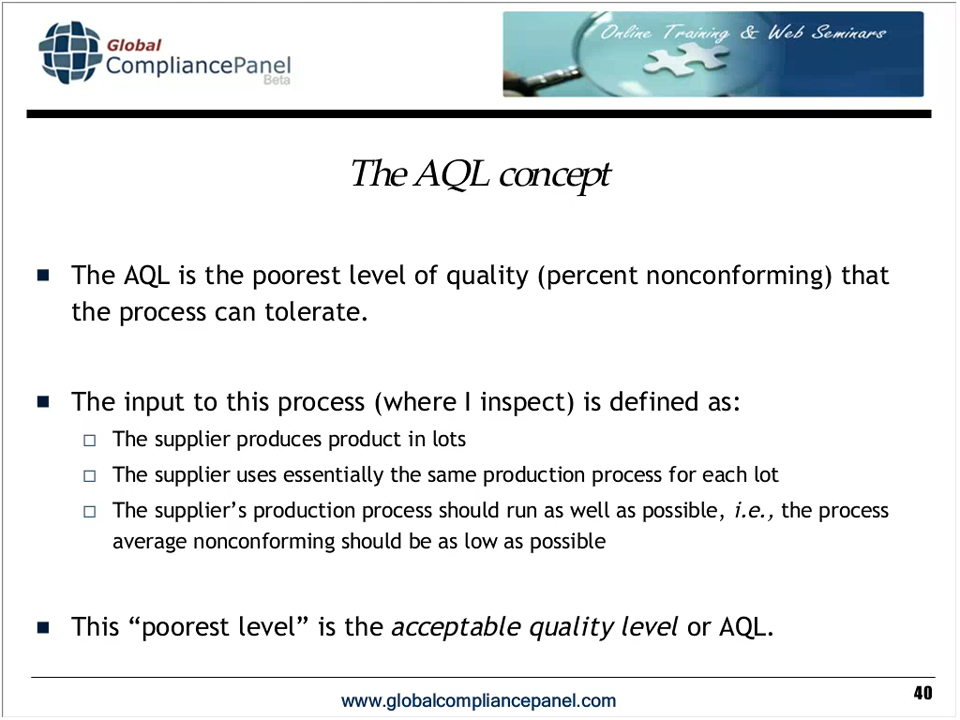 Global
CompliancePanel
Beta
Online Training & Web Seminars
The AQL concept
The AQL is the poorest level of quality (percent nonconforming) that
the process can tolerate.
The input to this process (where I inspect) is defined as:
The supplier produces product in lots
The supplier uses essentially the same production process for each lot
The supplier’s production process should run as well as possible, i.e., the process
average nonconforming should be as low as possible
This “poorest level” is the acceptable quality level or AQL.
www.globalcompliancepanel.com
40